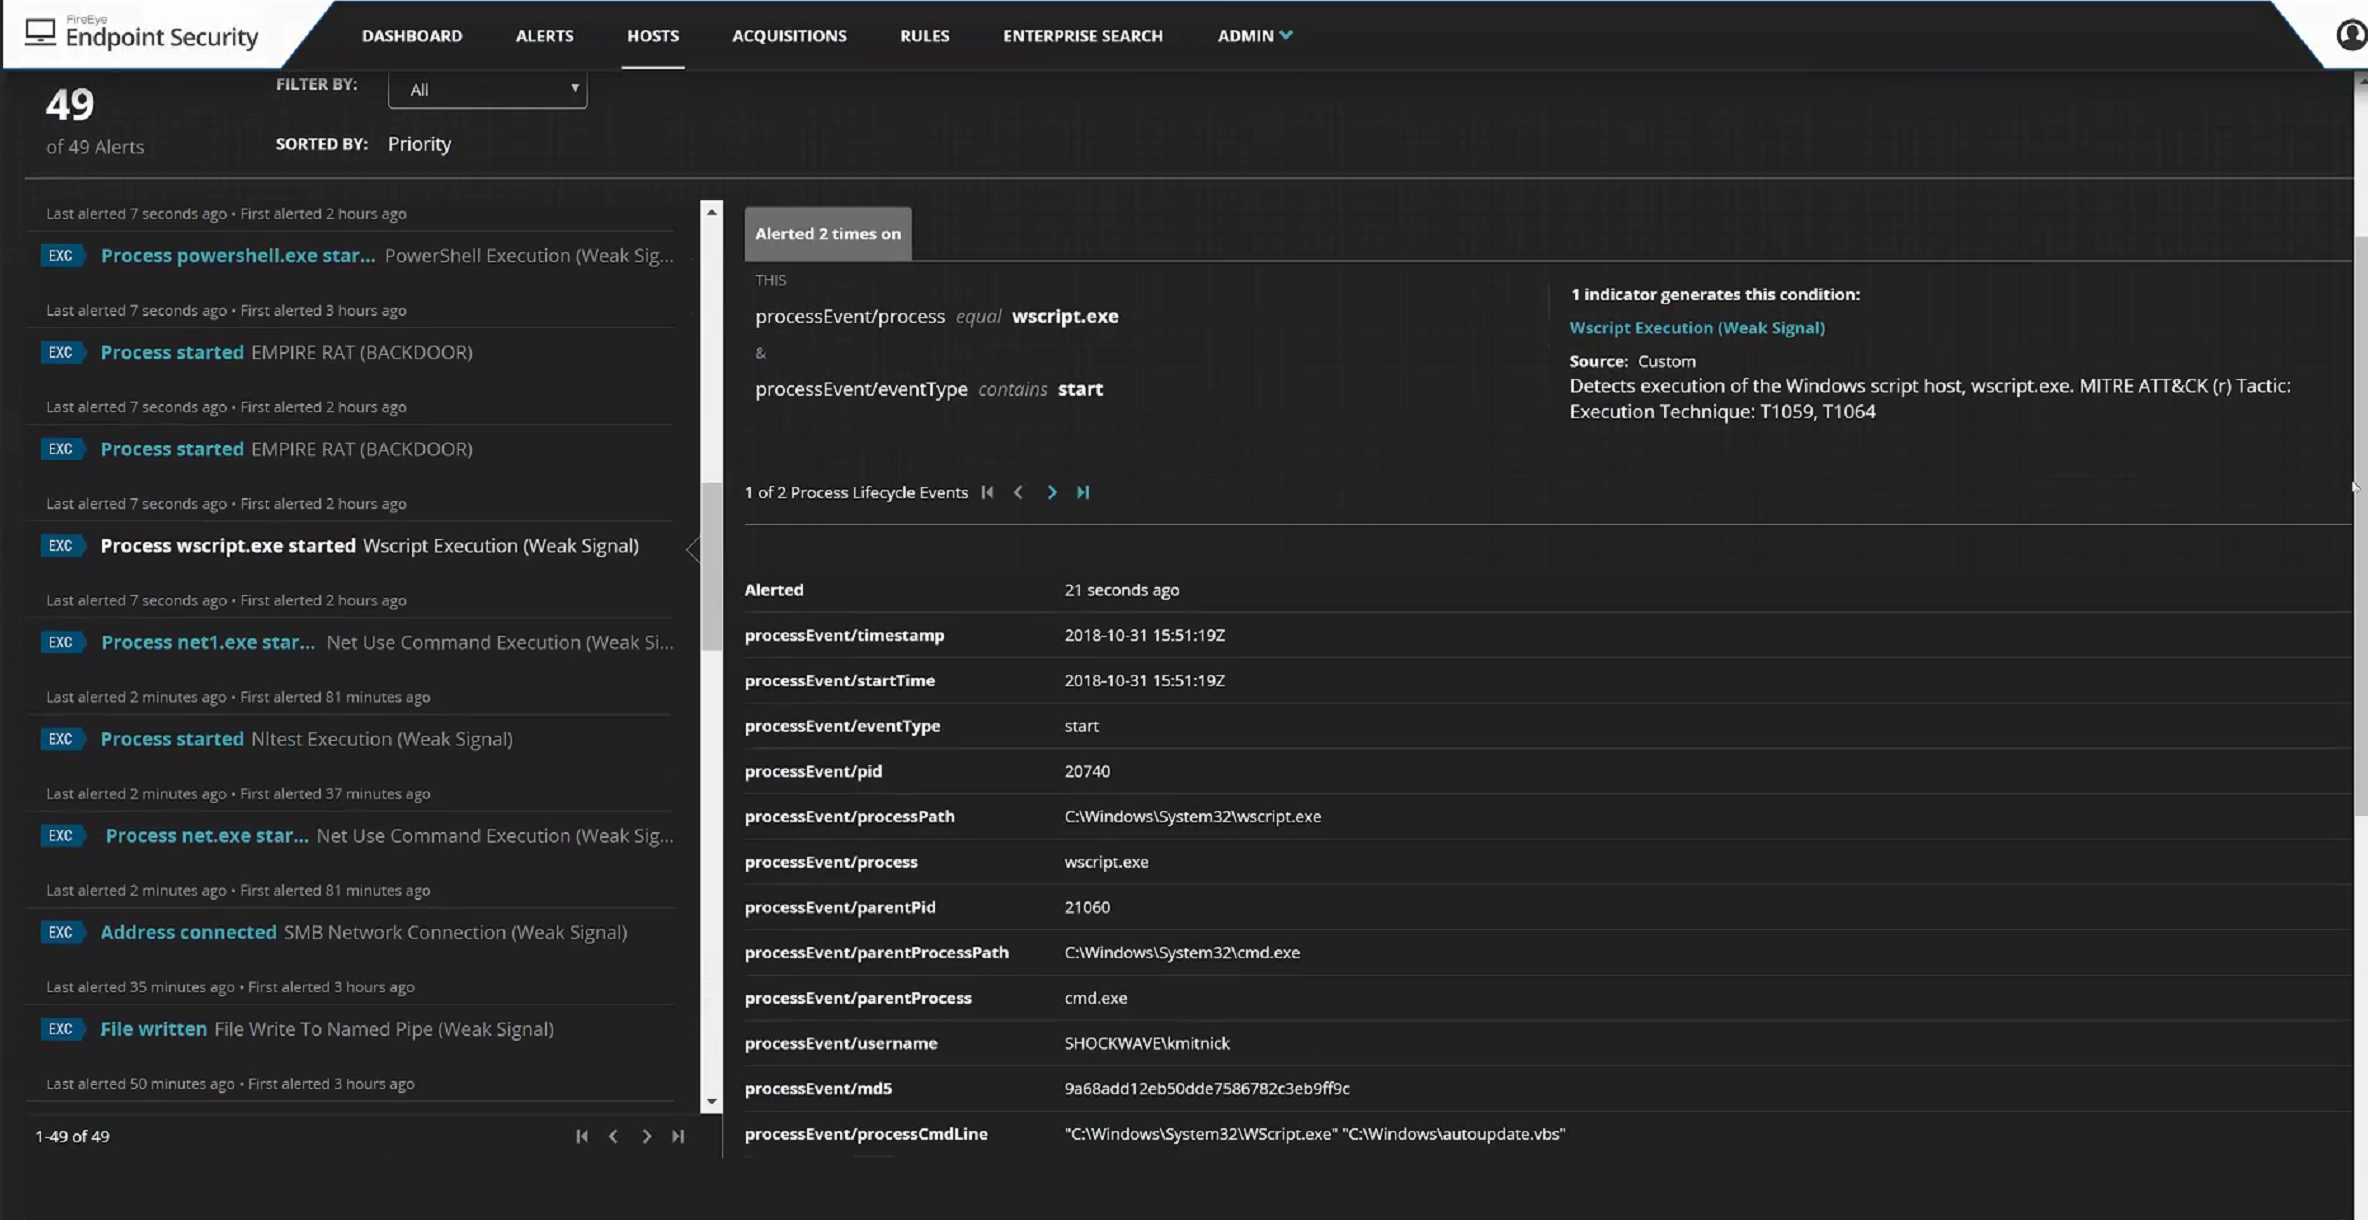 FireEye
Endpoint Security
DASHBOARD
ALERTS
HOSTS
ACQUISITIONS
RULES
ENTERPRISE SEARCH
ADMIN
49
of 49 Alerts
FILTER BY: All
SORTED BY: Priority
Last alerted 7 seconds ago • First alerted 2 hours ago
EXC Process powershell.exe star... PowerShell Execution (Weak Sig...
Last alerted 7 seconds ago • First alerted 3 hours ago
EXC Process started EMPIRE RAT (BACKDOOR)
Last alerted 7 seconds ago • First alerted 2 hours ago
EXC Process started EMPIRE RAT (BACKDOOR)
Last alerted 7 seconds ago • First alerted 2 hours ago
EXC Process wscript.exe started Wscript Execution (Weak Signal)
Last alerted 7 seconds ago • First alerted 2 hours ago
EXC Process net1.exe star... Net Use Command Execution (Weak Si...
Last alerted 2 minutes ago • First alerted 81 minutes ago
EXC Process started Nltest Execution (Weak Signal)
Last alerted 2 minutes ago • First alerted 37 minutes ago
EXC Process net.exe star... Net Use Command Execution (Weak Sig...
Last alerted 2 minutes ago • First alerted 81 minutes ago
EXC Address connected SMB Network Connection (Weak Signal)
Last alerted 35 minutes ago • First alerted 3 hours ago
EXC File written File Write To Named Pipe (Weak Signal)
Last alerted 50 minutes ago • First alerted 3 hours ago
1-49 of 49
Alerted 2 times on
THIS
processEvent/process equal wscript.exe
&
processEvent/eventType contains start
1 indicator generates this condition:
Wscript Execution (Weak Signal)
Source: Custom
Detects execution of the Windows script host, wscript.exe. MITRE ATT&CK (r) Tactic:
Execution Technique: T1059, T1064
1 of 2 Process Lifecycle Events
Alerted 21 seconds ago
processEvent/timestamp 2018-10-31 15:51:19Z
processEvent/startTime 2018-10-31 15:51:19Z
processEvent/eventType start
processEvent/pid 20740
processEvent/processPath C:\Windows\System32\wscript.exe
processEvent/process wscript.exe
processEvent/parentPid 21060
processEvent/parentProcessPath C:\Windows\System32\cmd.exe
processEvent/parentProcess cmd.exe
processEvent/username SHOCKWAVE\kmitnick
processEvent/md5 9a68add12eb50dde7586782c3eb9ff9c
processEvent/processCmdLine "C:\Windows\System32\WScript.exe" "C:\Windows\autoupdate.vbs"